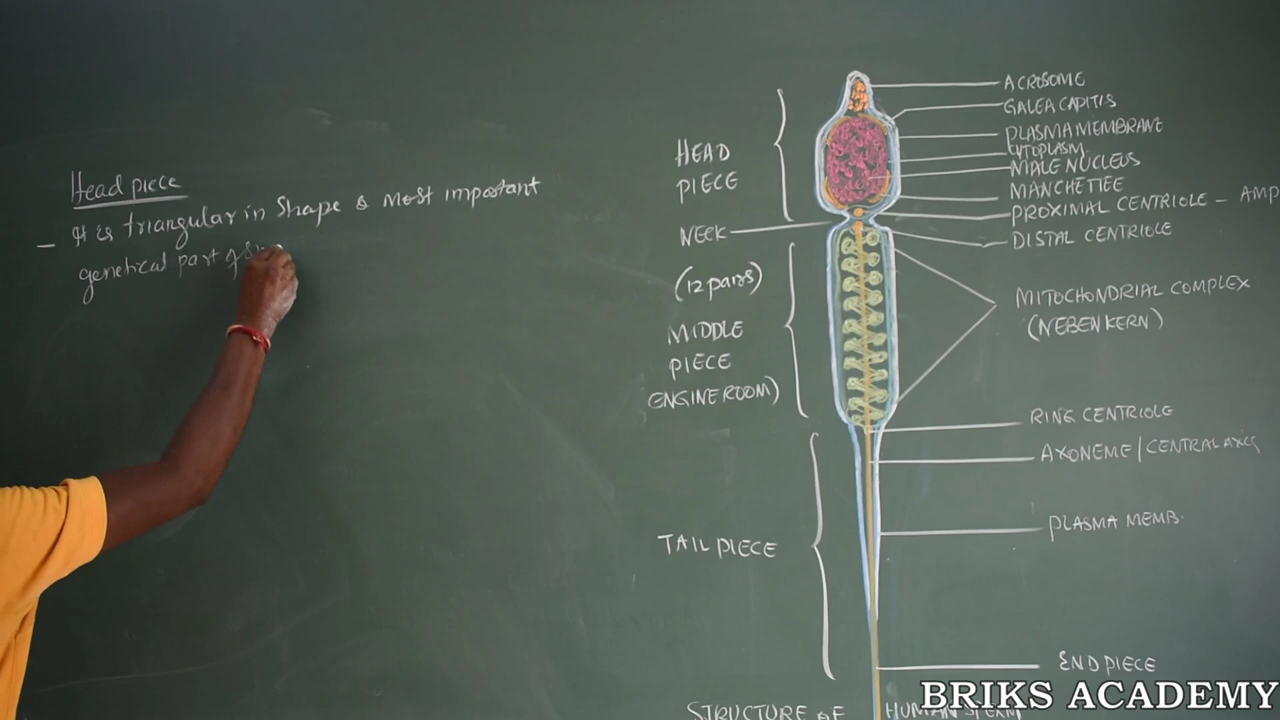 Head piece
- It is triangular in shape & most important
genetical part of
HEAD
PIECE
NECK
(12 pairs)
MIDDLE
PIECE
ENGINE ROOM)
TAIL PIECE
ACROSOME
GALEA CAPITIS
PLASMA MEMBRANE
CYTOPLASM
MALE NUCLEUS
MANCHETTEE
PROXIMAL CENTRIOLE - AMP
DISTAL CENTRIOLE
MITOCHONDRIAL COMPLEX
(NEBENKERN)
RING CENTRIOLE
AXONEME / CENTRAL AXIS
PLASMA MEMB.
END PIECE
STRUCTURE OF HUMAN SPERM
BRIKS ACADEMY